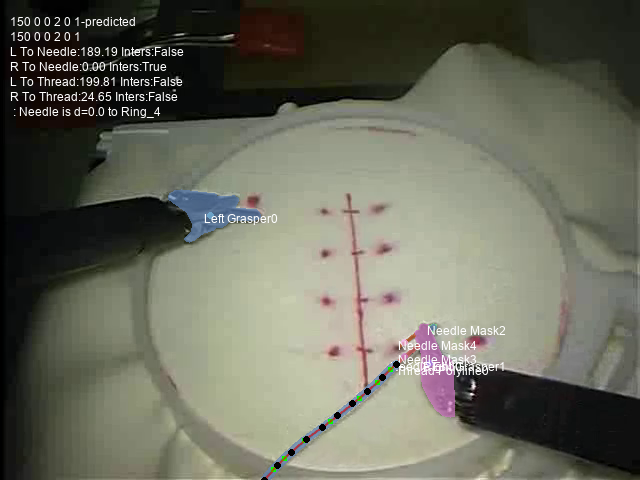 150 0 0 2 0 1-predicted
150 0 0 2 0 1
L To Needle:189.19 Inters:False
R To Needle:0.00 Inters:True
L To Thread:199.81 Inters:False
R To Thread:24.65 Inters:False
: Needle is d=0.0 to Ring_4
Left Grasper0
Needle Mask2
Needle Mask4
Needle Mask3
Thread Polyline0